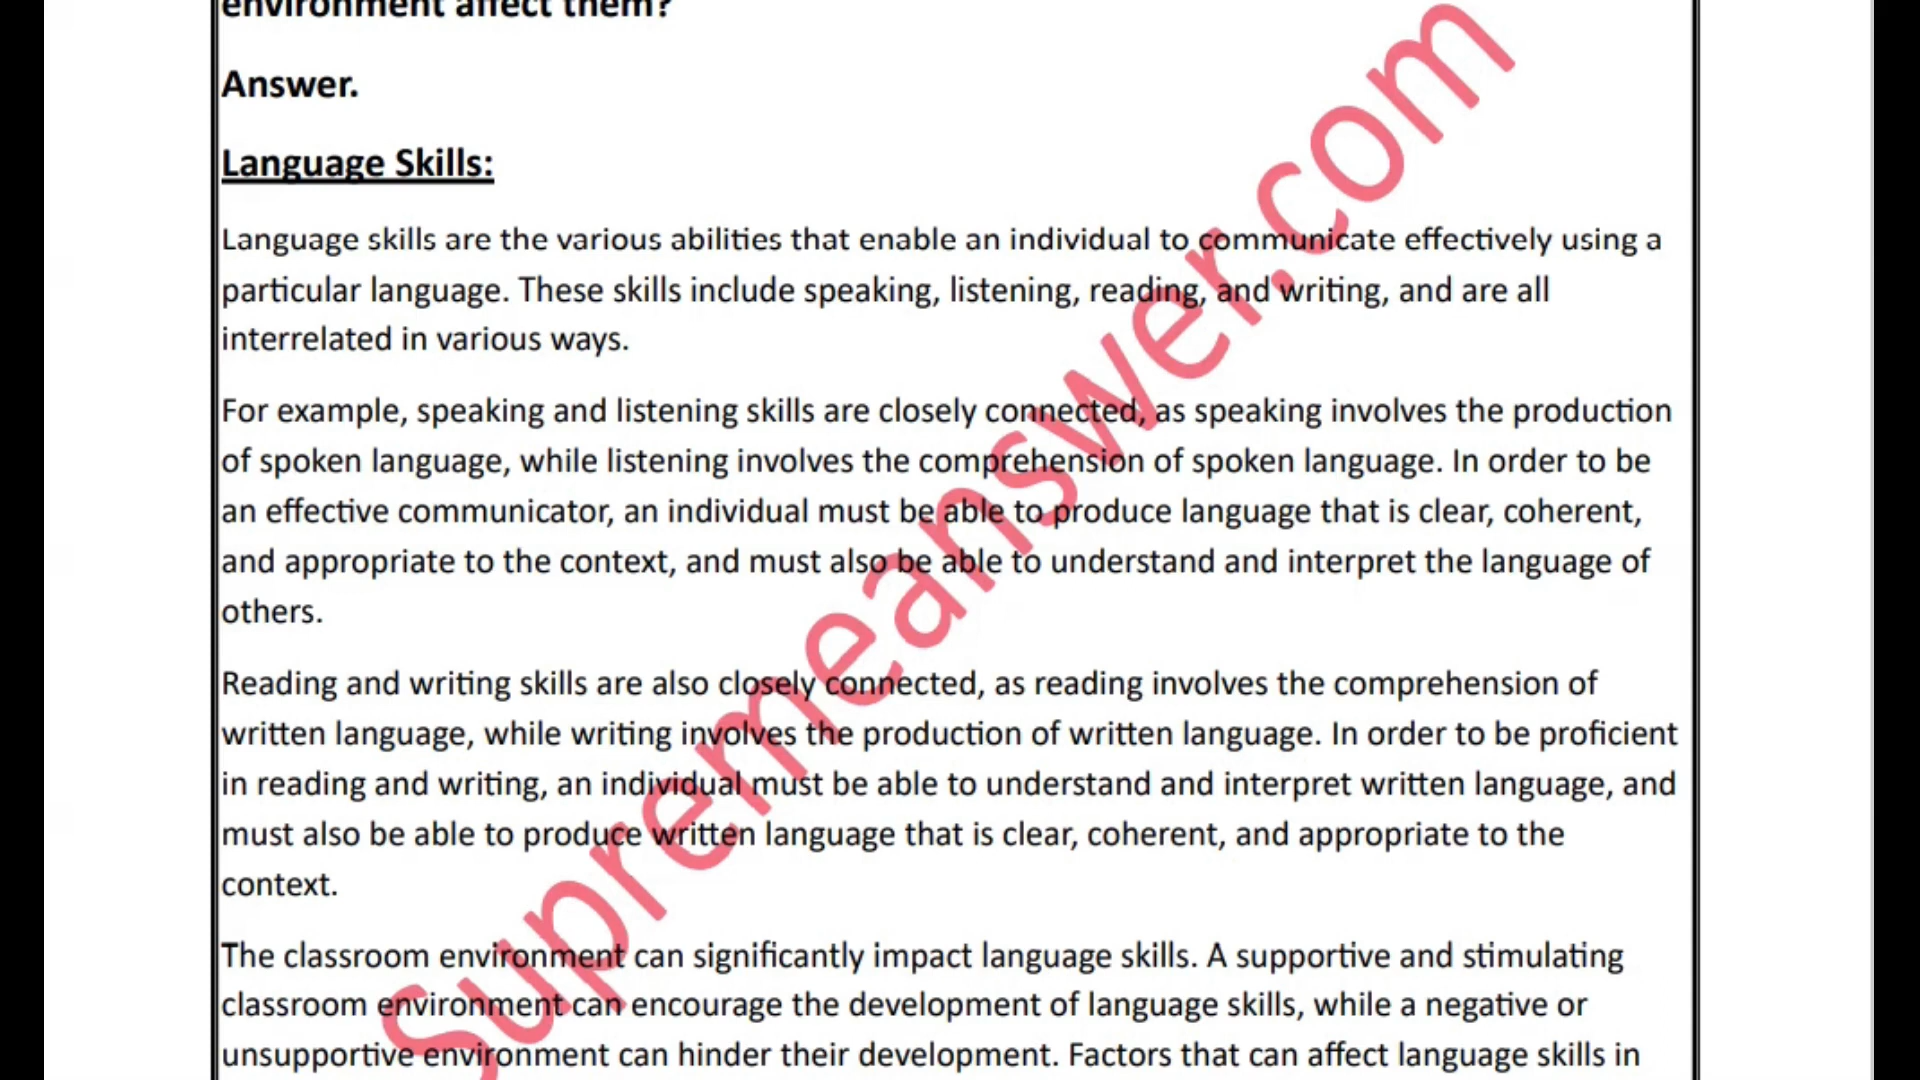 environment affect them?
Answer.
Language Skills:
Language skills are the various abilities that enable an individual to communicate effectively using a
particular language. These skills include speaking, listening, reading, and writing, and are all
interrelated in various ways.
For example, speaking and listening skills are closely connected, as speaking involves the production
of spoken language, while listening involves the comprehension of spoken language. In order to be
an effective communicator, an individual must be able to produce language that is clear, coherent,
and appropriate to the context, and must also be able to understand and interpret the language of
others.
Reading and writing skills are also closely connected, as reading involves the comprehension of
written language, while writing involves the production of written language. In order to be proficient
in reading and writing, an individual must be able to understand and interpret written language, and
must also be able to produce written language that is clear, coherent, and appropriate to the
context.
The classroom environment can significantly impact language skills. A supportive and stimulating
classroom environment can encourage the development of language skills, while a negative or
unsupportive environment can hinder their development. Factors that can affect language skills in
Supremeanswer.com